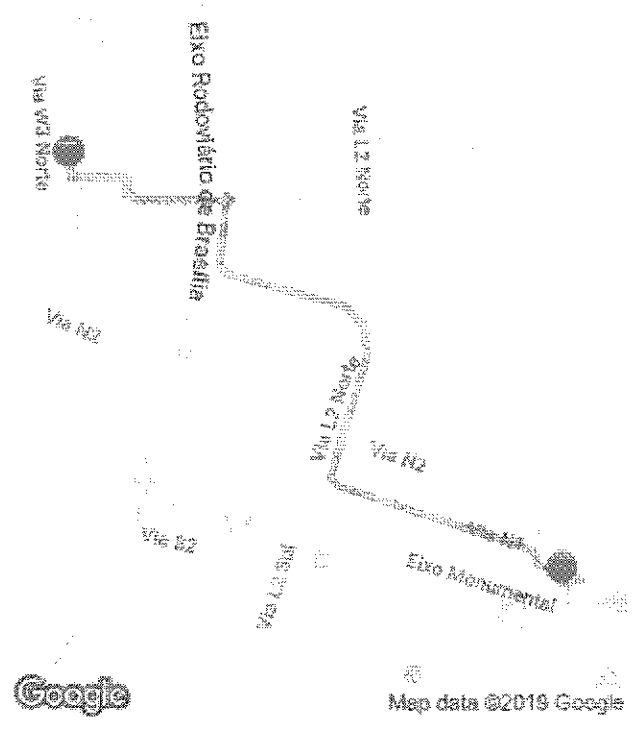 Eixo Rodoviário de Brasília
Via W3 Norte
Via L2 Norte
Via N2
Via L2 Norte
Via N2
Via S2
Eixo Monumental
Via L2 Sul
Google
Map data ©2019 Google